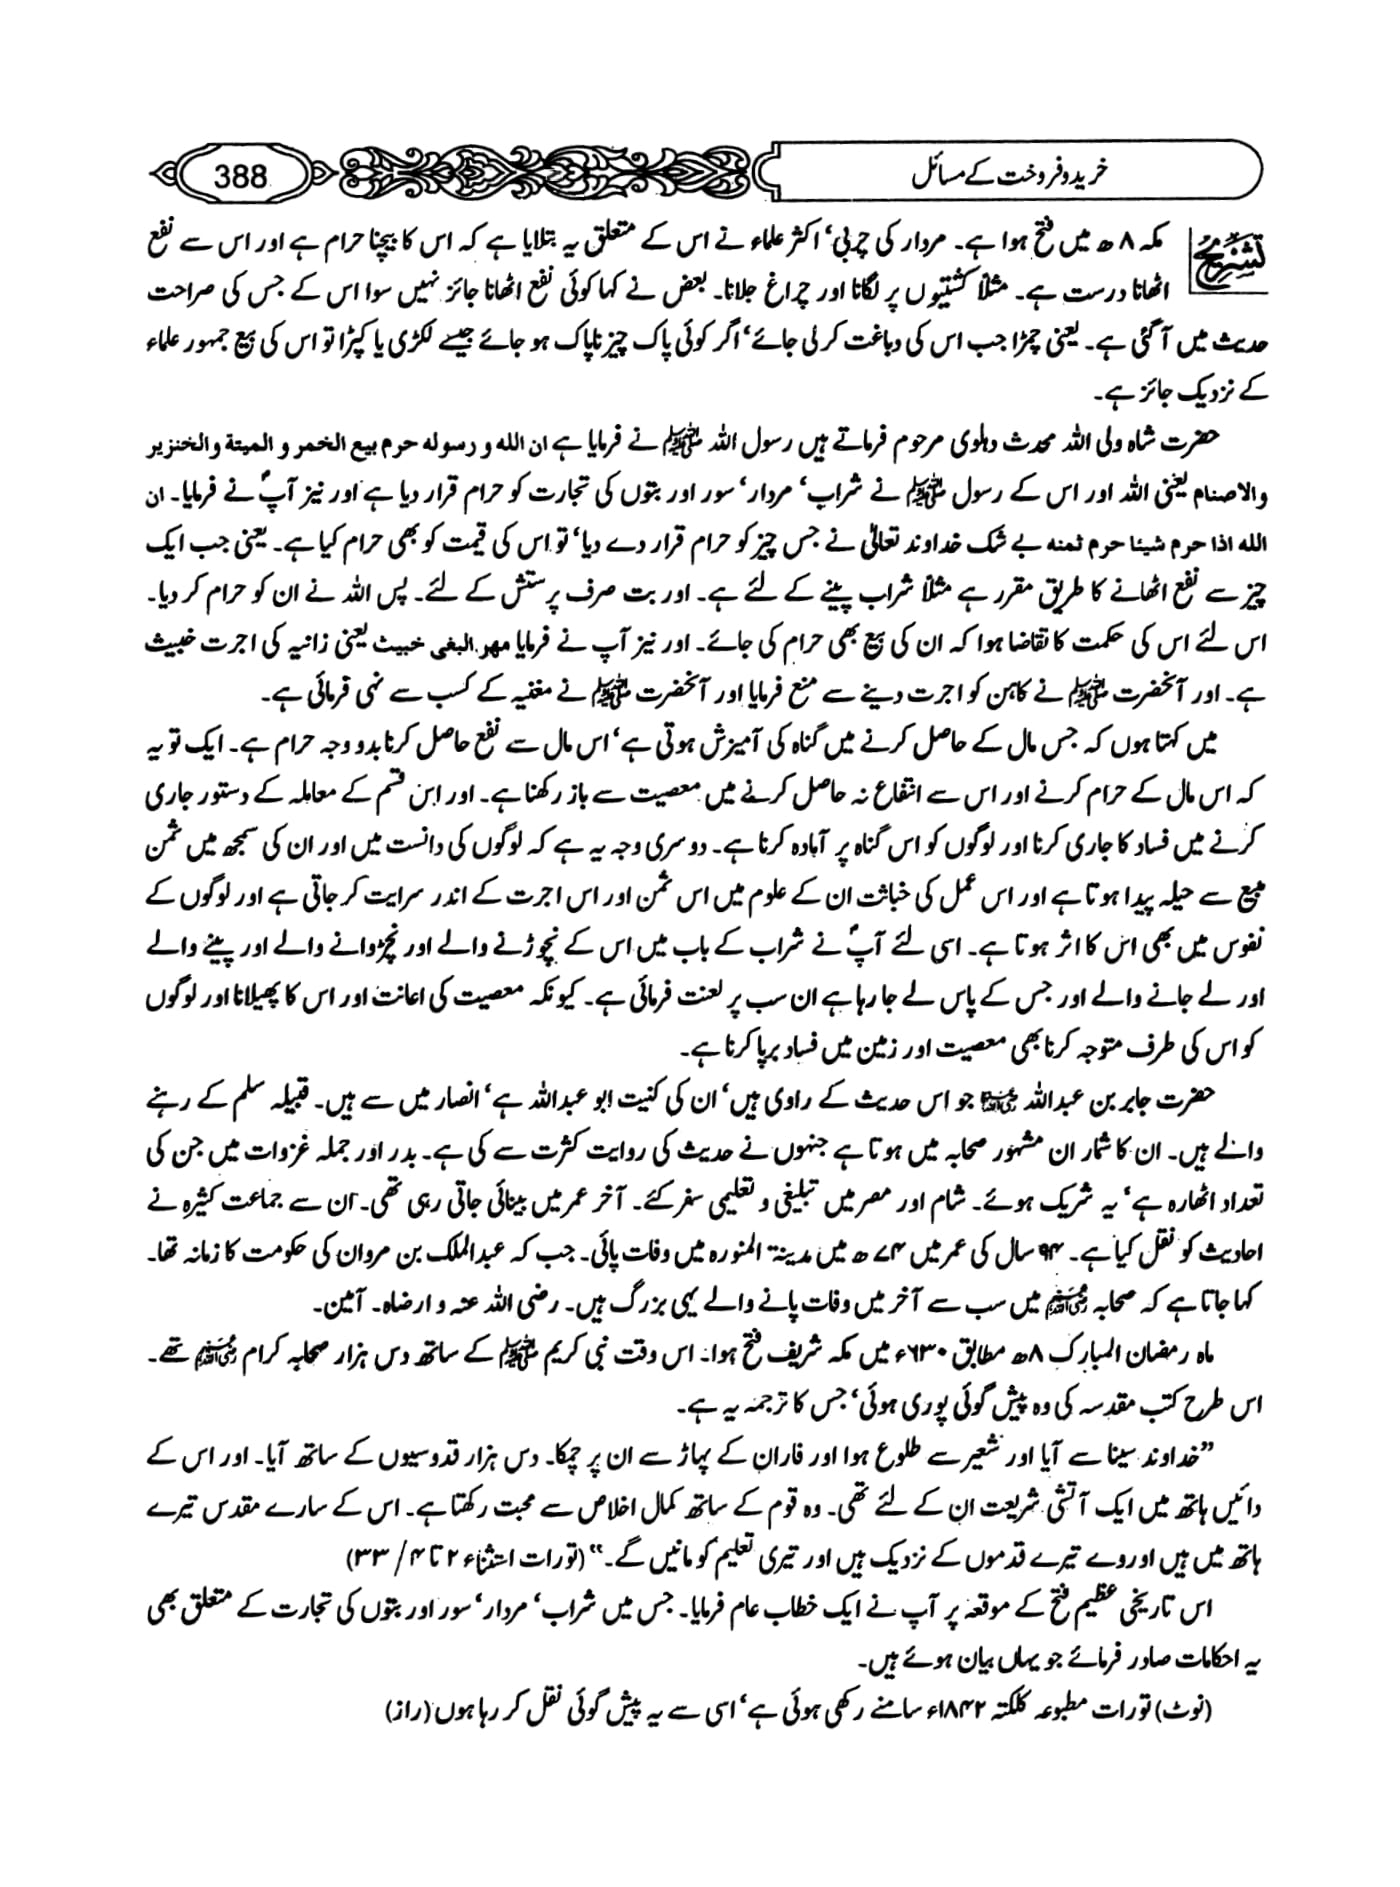 خرید و فروخت کے مسائل
388
تشریح
مکہ ۸ھ میں فتح ہوا ہے۔ مردار کی چربی‘ اکثر علماء نے اس کے متعلق یہ بتلایا ہے کہ اس کا بیچنا حرام ہے اور اس سے نفع
اٹھانا درست ہے۔ مثلاً کشتیوں پر لگانا اور چراغ جلانا۔ بعض نے کہا کوئی نفع اٹھانا جائز نہیں سوا اس کے جس کی صراحت
حدیث میں آ گئی ہے۔ یعنی چمڑا جب اس کی دباغت کر لی جائے‘ اگر کوئی پاک چیز ناپاک ہو جائے جیسے لکڑی یا کپڑا تو اس کی بیع جمہور علماء
کے نزدیک جائز ہے۔
حضرت شاہ ولی اللہ محدث دہلوی مرحوم فرماتے ہیں رسول اللہ ﷺ نے فرمایا ہے ان الله و رسوله حرم بيع الخمر و الميتة والخنزير
والاصنام یعنی اللہ اور اس کے رسول ﷺ نے شراب‘ مردار‘ سور اور بتوں کی تجارت کو حرام قرار دیا ہے اور نیز آپؐ نے فرمایا۔ ان
الله اذا حرم شيئا حرم ثمنه بے شک خداوند تعالیٰ نے جس چیز کو حرام قرار دے دیا‘ تو اس کی قیمت کو بھی حرام کیا ہے۔ یعنی جب ایک
چیز سے نفع اٹھانے کا طریق مقرر ہے مثلاً شراب پینے کے لئے ہے۔ اور بت صرف پرستش کے لئے۔ پس اللہ نے ان کو حرام کر دیا۔
اس لئے اس کی حکمت کا تقاضا ہوا کہ ان کی بیع بھی حرام کی جائے۔ اور نیز آپ نے فرمایا مهر البغى خبيث یعنی زانیہ کی اجرت خبیث
ہے۔ اور آنحضرت ﷺ نے کاہن کو اجرت دینے سے منع فرمایا اور آنحضرت ﷺ نے مغنیہ کے کسب سے نہی فرمائی ہے۔
میں کہتا ہوں کہ جس مال کے حاصل کرنے میں گناہ کی آمیزش ہوتی ہے‘ اس مال سے نفع حاصل کرنا بدو وجہ حرام ہے۔ ایک تو یہ
کہ اس مال کے حرام کرنے اور اس سے انتفاع نہ حاصل کرنے میں معصیت سے باز رکھنا ہے۔ اور اس قسم کے معاملہ کے دستور جاری
کرنے میں فساد کا جاری کرنا اور لوگوں کو اس گناہ پر آمادہ کرنا ہے۔ دوسری وجہ یہ ہے کہ لوگوں کی دانست میں اور ان کی سمجھ میں ثمن
مبیع سے حیلہ پیدا ہوتا ہے اور اس عمل کی خباثت ان کے علوم میں اس ثمن اور اس اجرت کے اندر سرایت کر جاتی ہے اور لوگوں کے
نفوس میں بھی اس کا اثر ہوتا ہے۔ اسی لئے آپؐ نے شراب کے باب میں اس کے نچوڑنے والے اور نچڑوانے والے اور پینے والے
اور لے جانے والے اور جس کے پاس لے جا رہا ہے ان سب پر لعنت فرمائی ہے۔ کیونکہ معصیت کی اعانت اور اس کا پھیلانا اور لوگوں
کو اس کی طرف متوجہ کرنا بھی معصیت اور زمین میں فساد برپا کرنا ہے۔
حضرت جابر بن عبداللہ رضی اللہ عنہ جو اس حدیث کے راوی ہیں‘ ان کی کنیت ابو عبداللہ ہے‘ انصار میں سے ہیں۔ قبیلہ سلم کے رہنے
والے ہیں۔ ان کا شمار ان مشہور صحابہ میں ہوتا ہے جنہوں نے حدیث کی روایت کثرت سے کی ہے۔ بدر اور جملہ غزوات میں جن کی
تعداد اٹھارہ ہے‘ یہ شریک ہوئے۔ شام اور مصر میں تبلیغی و تعلیمی سفر کئے۔ آخر عمر میں بینائی جاتی رہی تھی۔ ان سے جماعت کثیرہ نے
احادیث کو نقل کیا ہے۔ ۹۴ سال کی عمر میں ۷۴ ھ میں مدینۃ المنورہ میں وفات پائی۔ جب کہ عبدالملک بن مروان کی حکومت کا زمانہ تھا۔
کہا جاتا ہے کہ صحابہ رضی اللہ عنہم میں سب سے آخر میں وفات پانے والے یہی بزرگ ہیں۔ رضی اللہ عنہ و ارضاہ۔ آمین۔
ماہ رمضان المبارک ۸ھ مطابق ۶۳۰ء میں مکہ شریف فتح ہوا۔ اس وقت نبی کریم ﷺ کے ساتھ دس ہزار صحابہ کرام رضی اللہ عنہم تھے۔
اس طرح کتب مقدسہ کی وہ پیش گوئی پوری ہوئی‘ جس کا ترجمہ یہ ہے۔
”خداوند سینا سے آیا اور شعیر سے طلوع ہوا اور فاران کے پہاڑ سے ان پر چمکا۔ دس ہزار قدوسیوں کے ساتھ آیا۔ اور اس کے
دائیں ہاتھ میں ایک آتشی شریعت ان کے لئے تھی۔ وہ قوم کے ساتھ کمال اخلاص سے محبت رکھتا ہے۔ اس کے سارے مقدس تیرے
ہاتھ میں ہیں اور وے تیرے قدموں کے نزدیک ہیں اور تیری تعلیم کو مانیں گے۔“ (تورات استثناء ۲ تا ۴ / ۳۳)
اس تاریخی عظیم فتح کے موقعہ پر آپ نے ایک خطاب عام فرمایا۔ جس میں شراب‘ مردار‘ سور اور بتوں کی تجارت کے متعلق بھی
یہ احکامات صادر فرمائے جو یہاں بیان ہوئے ہیں۔
(نوٹ) تورات مطبوعہ کلکتہ ۱۸۴۲ء سامنے رکھی ہوئی ہے‘ اسی سے یہ پیش گوئی نقل کر رہا ہوں (راز)